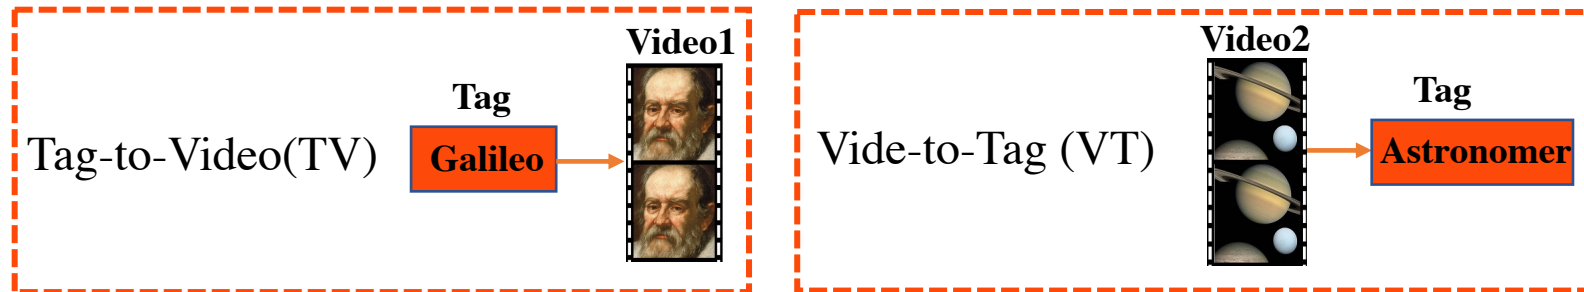 Video1
Tag
Tag-to-Video(TV)
Galileo
Video2
Tag
Vide-to-Tag (VT)
Astronomer